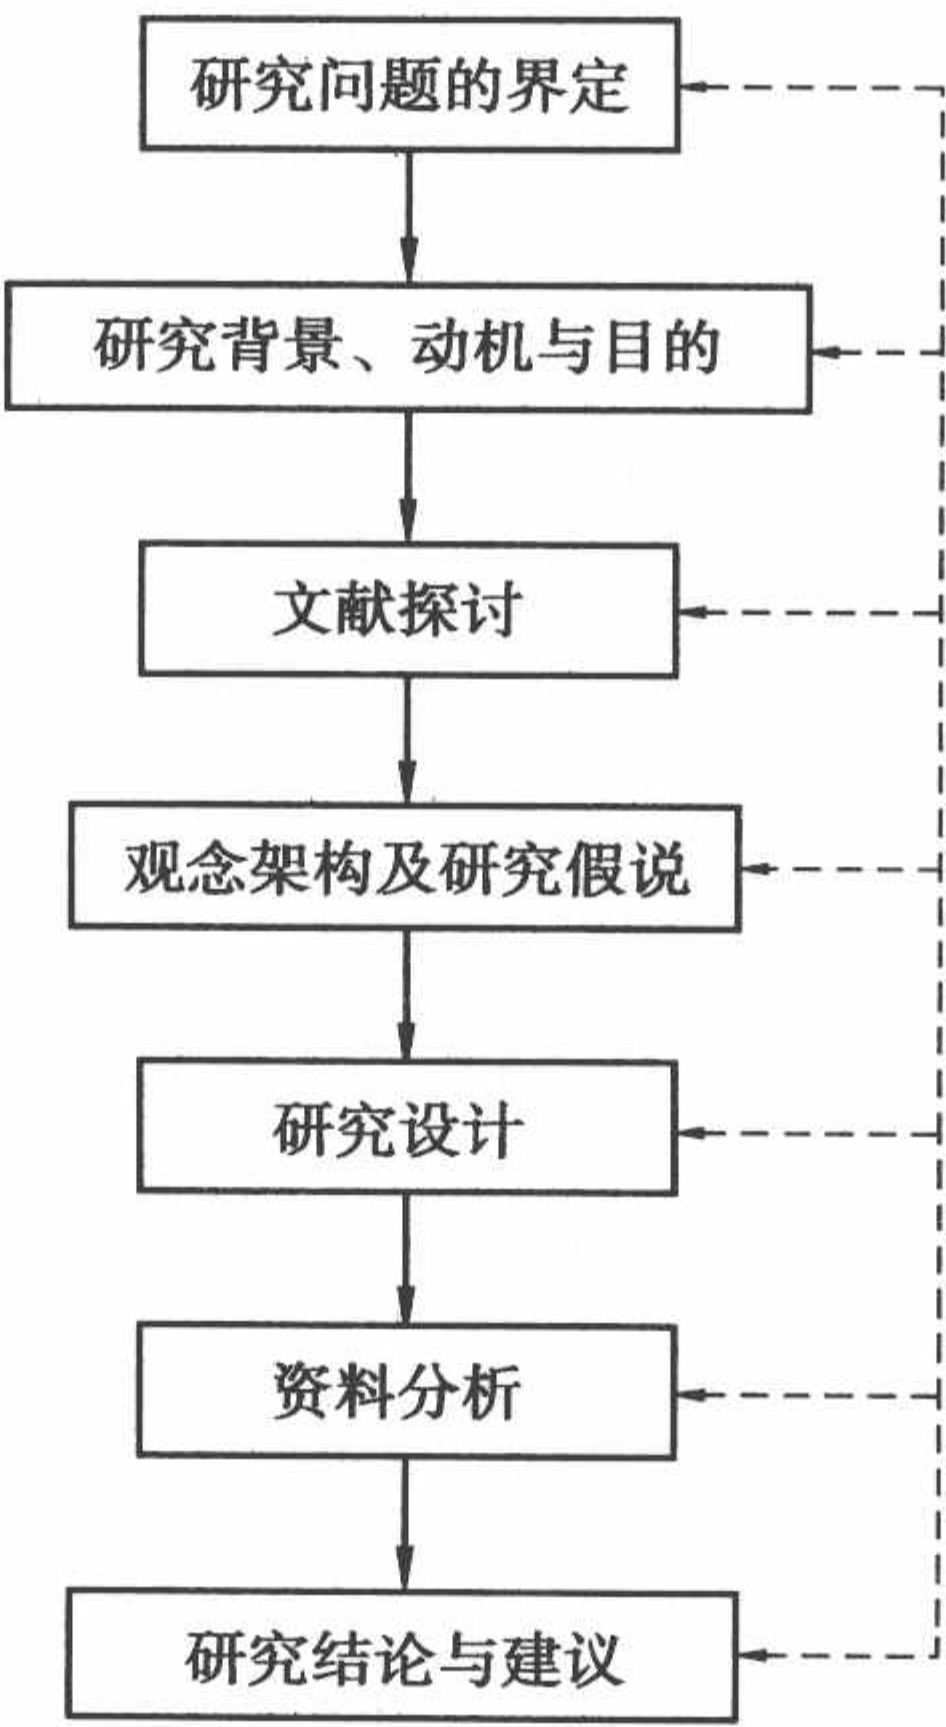 研究问题的界定
研究背景、动机与目的
文献探讨
观念架构及研究假说
研究设计
资料分析
研究结论与建议